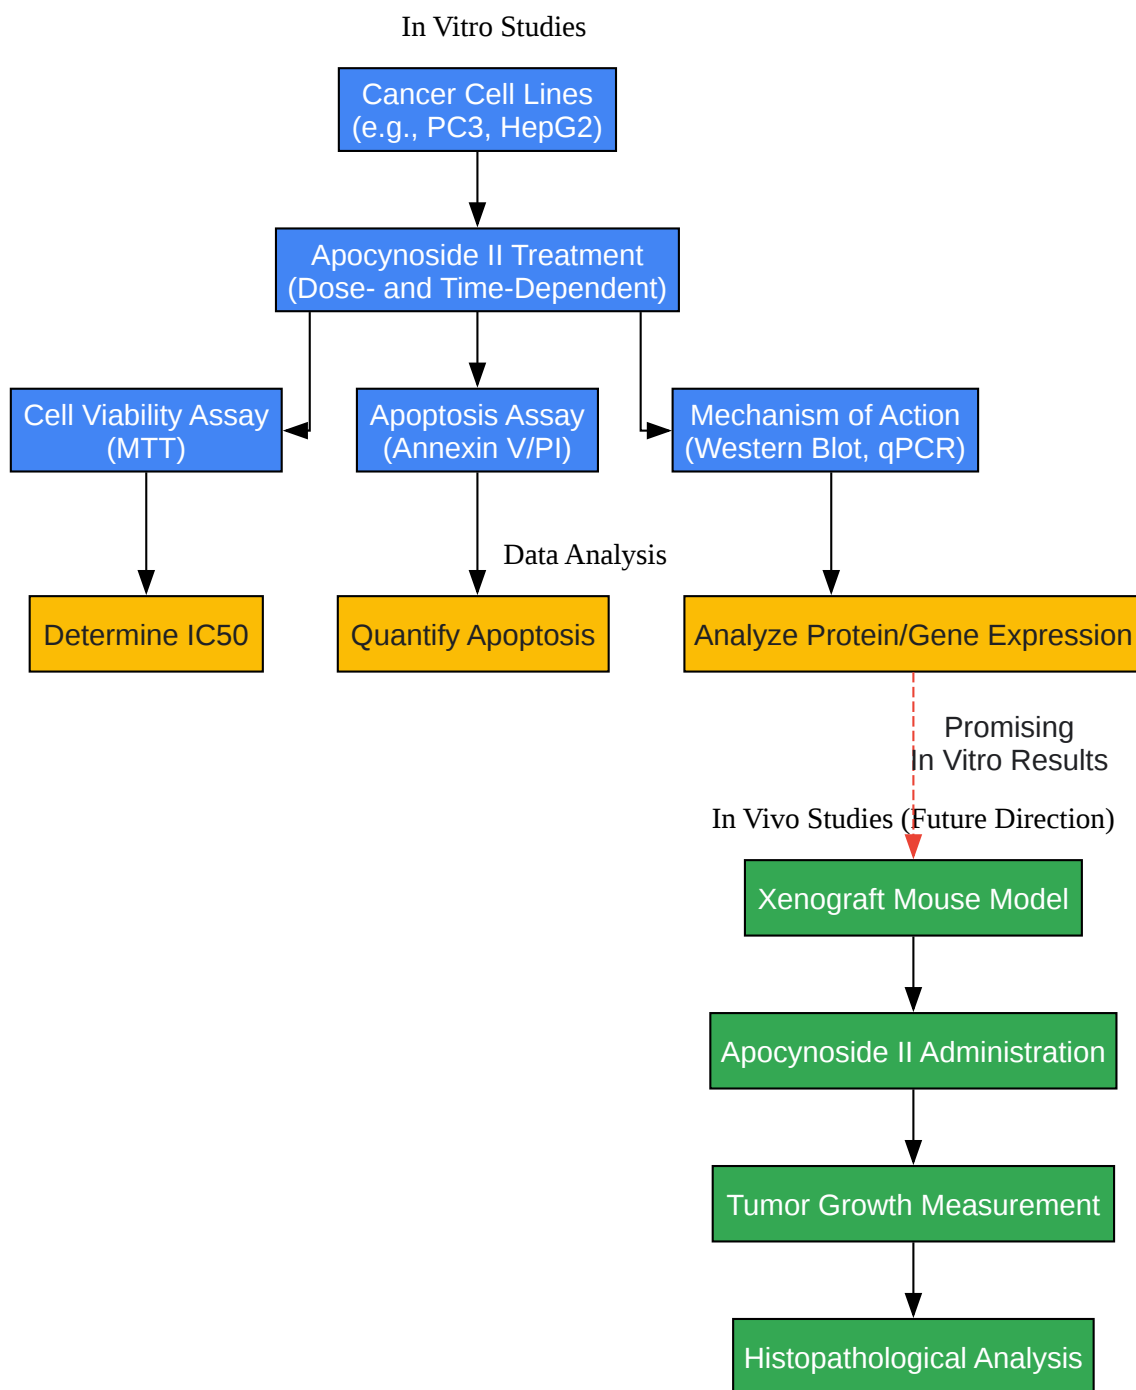 In Vitro Studies
Cancer Cell Lines
(e.g., PC3, HepG2)
Apocynoside II Treatment
(Dose- and Time-Dependent)
Cell Viability Assay
(MTT)
Apoptosis Assay
(Annexin V/PI)
Mechanism of Action
(Western Blot, qPCR)
Data Analysis
Determine IC50
Quantify Apoptosis
Analyze Protein/Gene Expression
Promising
In Vitro Results
In Vivo Studies (Future Direction)
Xenograft Mouse Model
Apocynoside II Administration
Tumor Growth Measurement
Histopathological Analysis